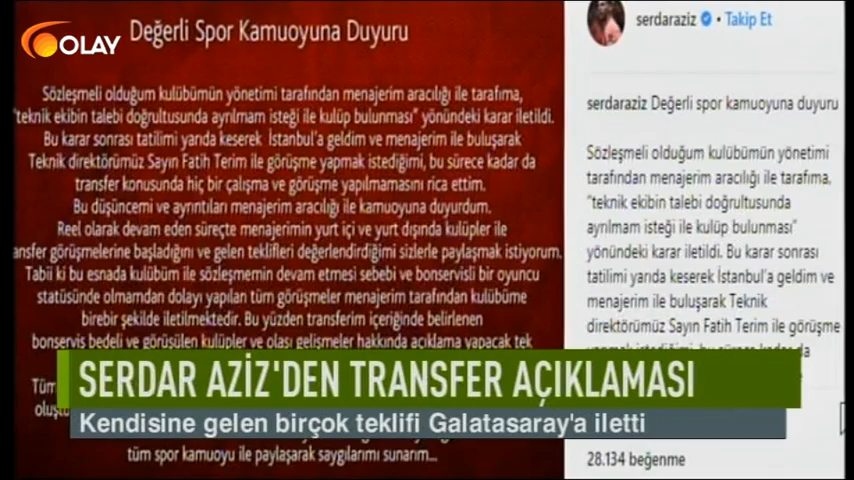 OLAY
Değerli Spor Kamuoyuna Duyuru
Sözleşmeli olduğum kulübümün yönetimi tarafından menajerim aracılığı ile tarafıma,
"teknik ekibin talebi doğrultusunda ayrılmam isteği ile kulüp bulunması" yönündeki karar iletildi.
Bu karar sonrası tatilimi yarıda keserek İstanbul'a geldim ve menajerim ile buluşarak
Teknik direktörümüz Sayın Fatih Terim ile görüşme yapmak istediğimi, bu sürece kadar da
transfer konusunda hiç bir çalışma ve görüşme yapılmamasını rica ettim.
Bu düşüncemi ve ayrıntıları menajerim aracılığı ile kamuoyuna duyurdum.
Reel olarak devam eden süreçte menajerimin yurt içi ve yurt dışında kulüpler ile
ansfer görüşmelerine başladığını ve gelen teklifleri değerlendirdiğimi sizlerle paylaşmak istiyorum.
Tabii ki bu esnada kulübüm ile sözleşmemin devam etmesi sebebi ve bonservisli bir oyuncu
statüsünde olmamdan dolayı yapılan tüm görüşmeler menajerim tarafından kulübüme
birebir şekilde iletilmektedir. Bu yüzden transferim içeriğinde belirlenen
bonservis bedeli ve görüşülen kulüpler ve olası gelişmeler hakkında açıklama yapacak tek
Tüm
oluştu
tüm spor kamuoyu ile paylaşarak saygılarımı sunarım...
serdaraziz • Takip Et
serdaraziz Değerli spor kamuoyuna duyuru
Sözleşmeli olduğum kulübümün yönetimi
tarafından menajerim aracılığı ile tarafıma,
"teknik ekibin talebi doğrultusunda
ayrılmam isteği ile kulüp bulunması"
yönündeki karar iletildi. Bu karar sonrası
tatilimi yarıda keserek İstanbul'a geldim ve
menajerim ile buluşarak Teknik
direktörümüz Sayın Fatih Terim ile görüşme
28.134 beğenme
SERDAR AZİZ'DEN TRANSFER AÇIKLAMASI
Kendisine gelen birçok teklifi Galatasaray'a iletti